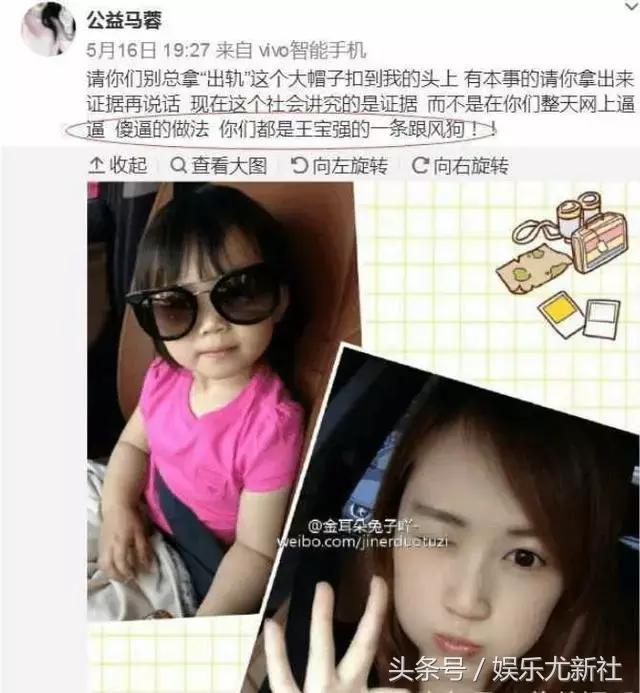 公益马蓉
5月16日 19:27 来自 vivo智能手机
请你们别总拿“出轨”这个大帽子扣到我的头上 有本事的请你拿出来
证据再说话 现在这个社会讲究的是证据 而不是在你们整天网上逼
逼 傻逼的做法 你们都是王宝强的一条跟风狗！！
收起 查看大图 向左旋转 向右旋转
@金耳朵兔子吖-
weibo.com/jinerduotuzi
头条号 / 娱乐尤新社